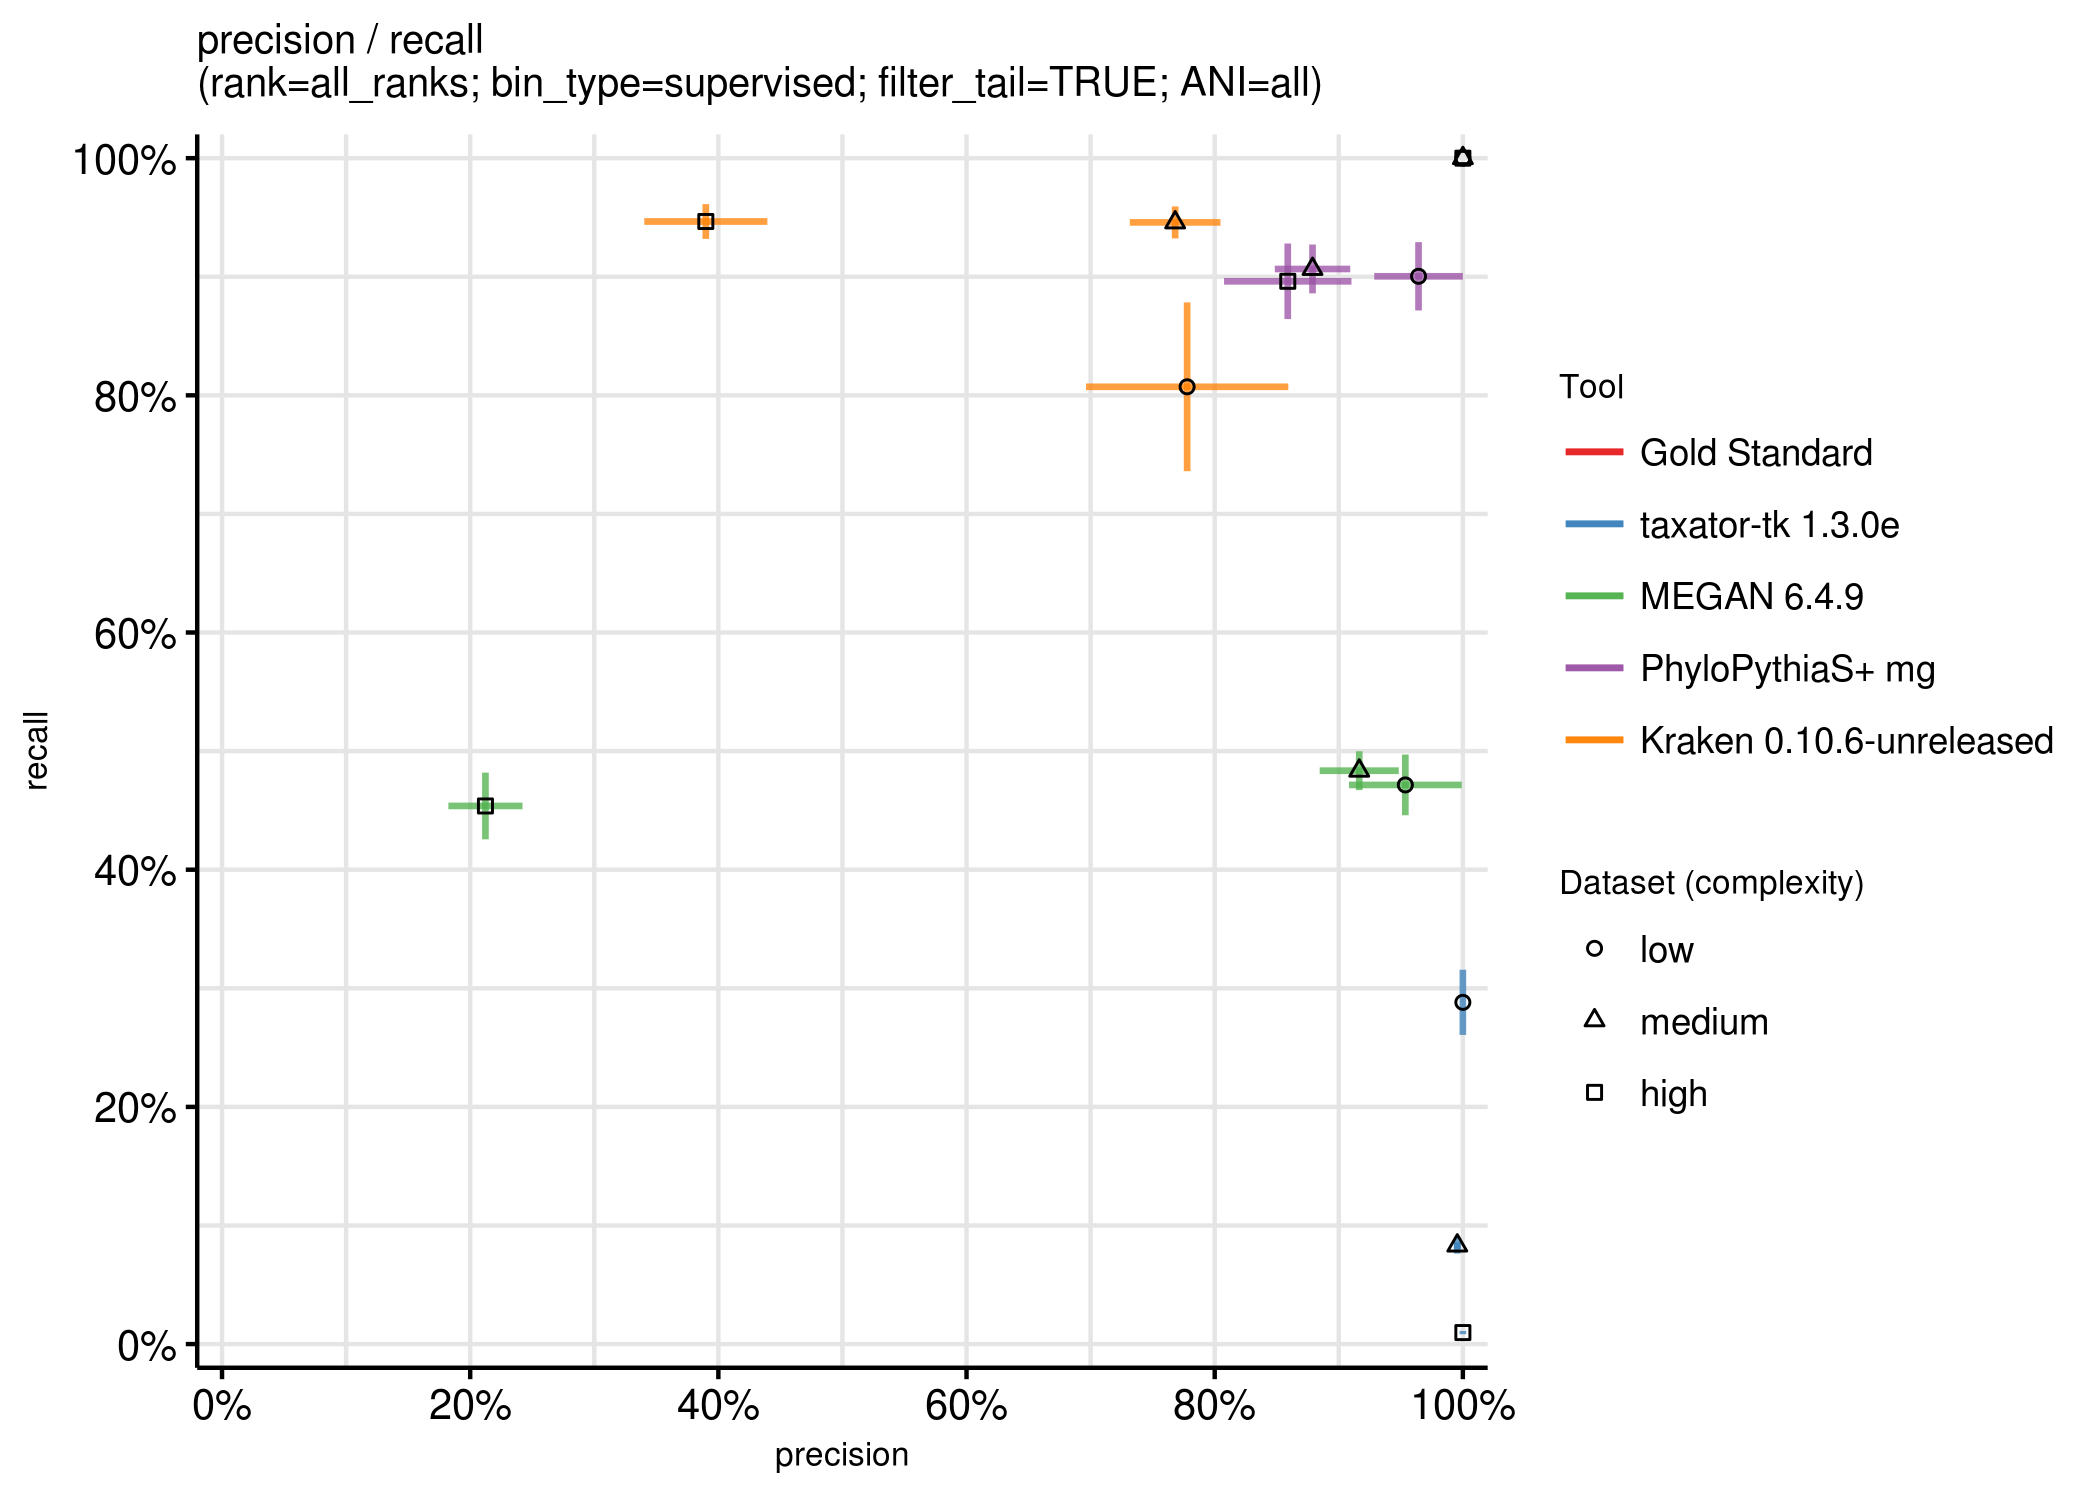 precision / recall
(rank=all_ranks; bin_type=supervised; filter_tail=TRUE; ANI=all)
100%
80%
60%
40%
20%
0%
recall
0%
20%
40%
60%
80%
100%
precision
Tool
Gold Standard
taxator-tk 1.3.0e
MEGAN 6.4.9
PhyloPythiaS+ mg
Kraken 0.10.6-unreleased
Dataset (complexity)
low
medium
high